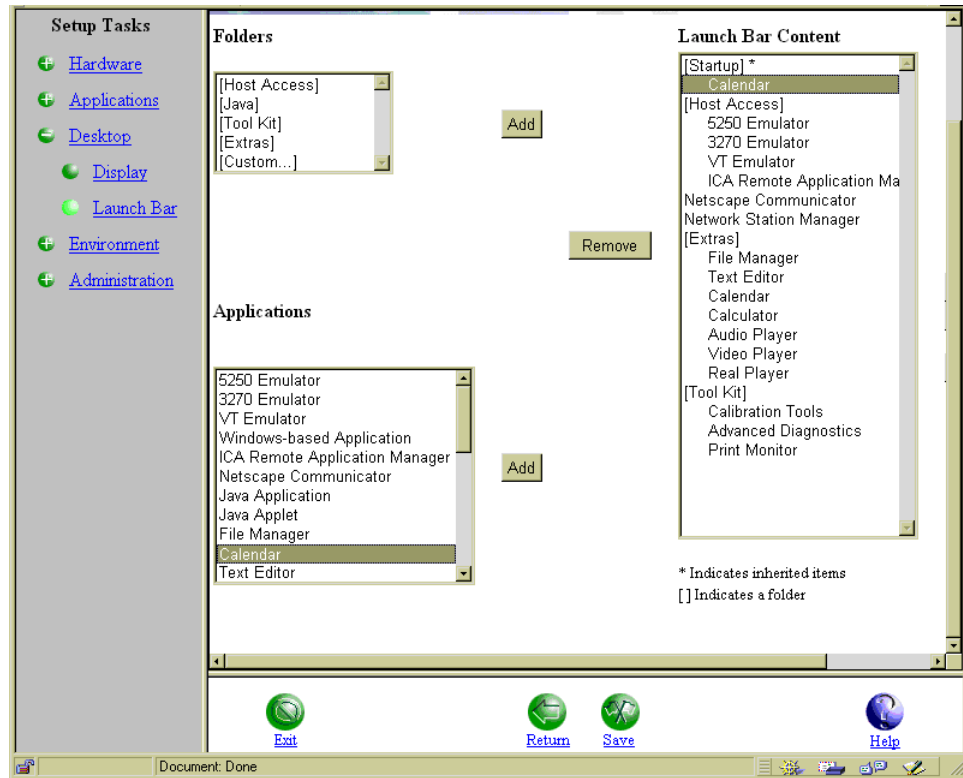 Setup Tasks
Hardware
Applications
Desktop
Display
Launch Bar
Environment
Administration
Folders
[Host Access]
[Java]
[Tool Kit]
[Extras]
[Custom...]
Add
Remove
Applications
5250 Emulator
3270 Emulator
VT Emulator
Windows-based Application
ICA Remote Application Manager
Netscape Communicator
Java Application
Java Applet
File Manager
Calendar
Text Editor
Add
Launch Bar Content
[Startup] *
Calendar
[Host Access]
5250 Emulator
3270 Emulator
VT Emulator
ICA Remote Application Ma
Netscape Communicator
Network Station Manager
[Extras]
File Manager
Text Editor
Calendar
Calculator
Audio Player
Video Player
Real Player
[Tool Kit]
Calibration Tools
Advanced Diagnostics
Print Monitor
* Indicates inherited items
[ ] Indicates a folder
Exit
Return
Save
Help
Document: Done